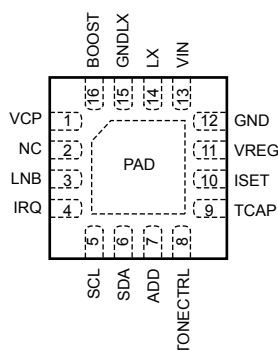 BOOST
GNDLX
LX
VIN
16
15
14
13
VCP 1
12 GND
NC 2
11 VREG
PAD
LNB 3
10 ISET
IRQ 4
9 TCAP
5
6
7
8
SCL
SDA
ADD
TONECTRL